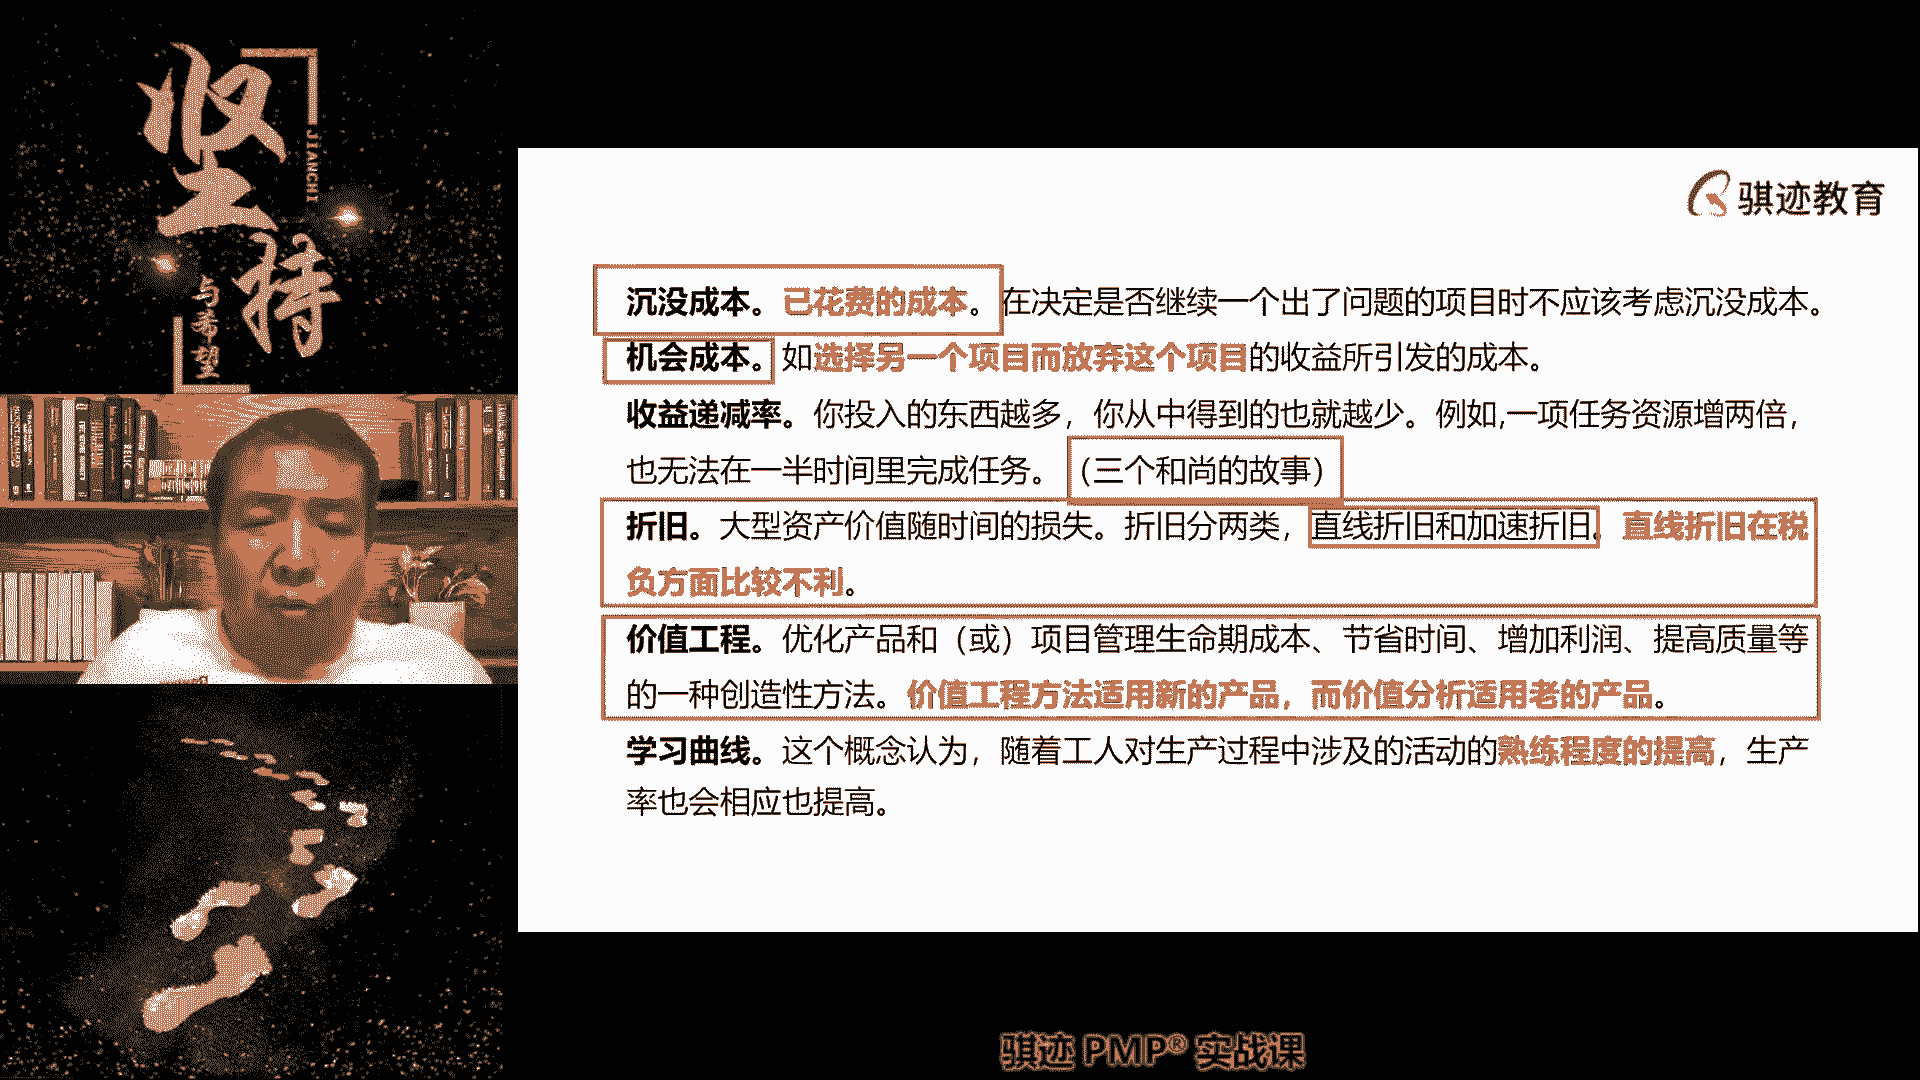 坚持
JIANCHI
与希望
骐迹教育
沉没成本。已花费的成本。在决定是否继续一个出了问题的项目时不应该考虑沉没成本。
机会成本。如选择另一个项目而放弃这个项目的收益所引发的成本。
收益递减率。你投入的东西越多，你从中得到的也就越少。例如,一项任务资源增两倍，
也无法在一半时间里完成任务。（三个和尚的故事）
折旧。大型资产价值随时间的损失。折旧分两类，直线折旧和加速折旧。直线折旧在税
负方面比较不利。
价值工程。优化产品和（或）项目管理生命期成本、节省时间、增加利润、提高质量等
的一种创造性方法。价值工程方法适用新的产品，而价值分析适用老的产品。
学习曲线。这个概念认为，随着工人对生产过程中涉及的活动的熟练程度的提高，生产
率也会相应也提高。
骐迹 PMP® 实战课